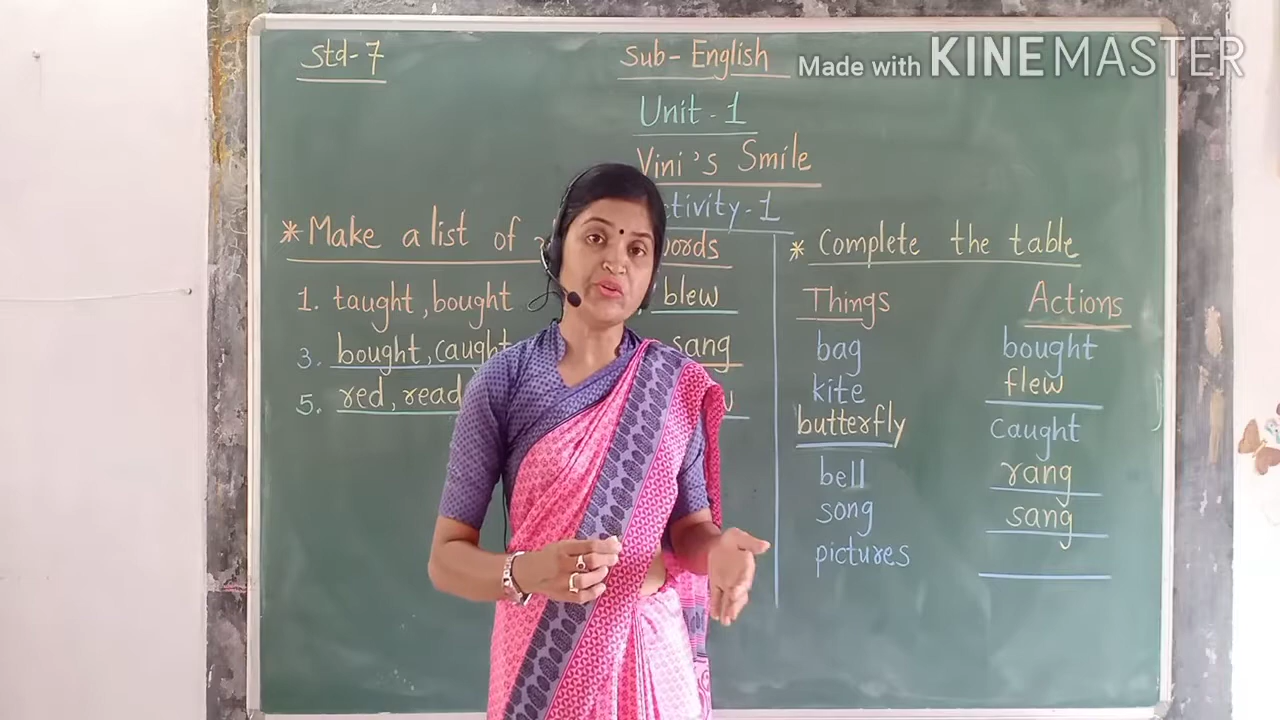 Std-7
Sub- English
Made with KINEMASTER
Unit-1
Vini's Smile
ctivity-1
*Make a list of
words
1. taught, bought
blew
3. bought, caught
sang
5. red, read
* Complete the table
Things Actions
bag bought
kite flew
butterfly caught
bell rang
song sang
pictures